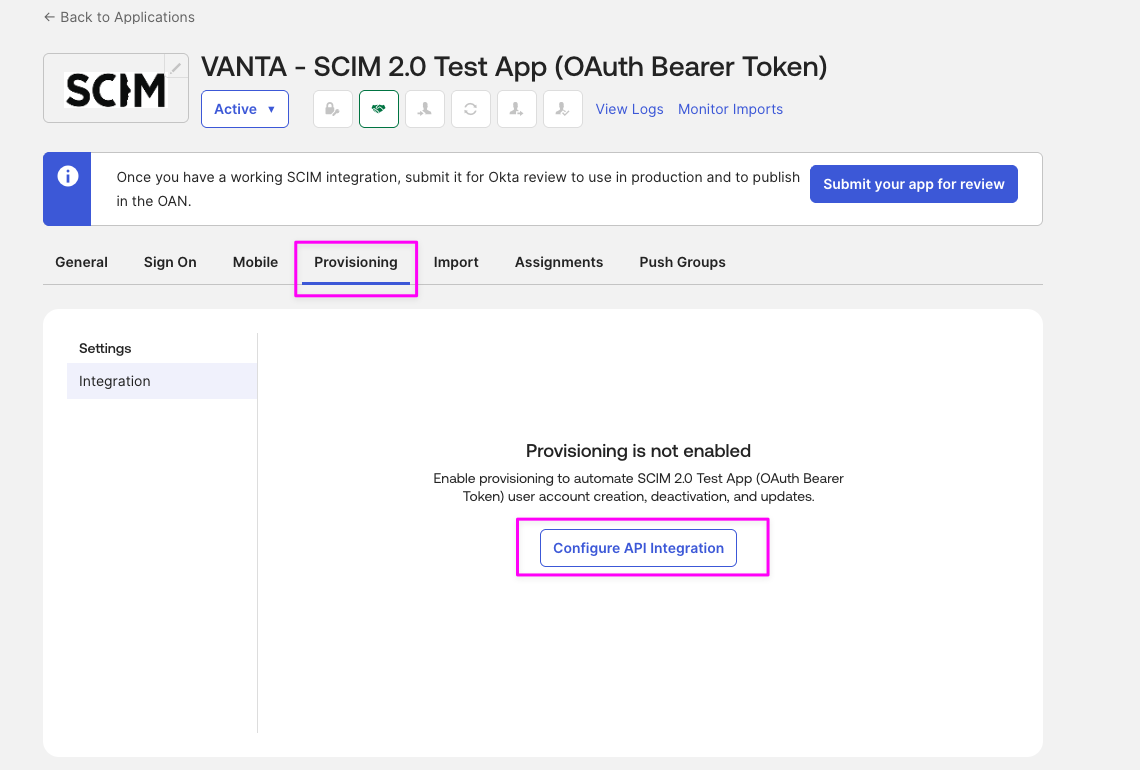 ← Back to Applications
SCIM
VANTA - SCIM 2.0 Test App (OAuth Bearer Token)
Active ▼
View Logs
Monitor Imports
Once you have a working SCIM integration, submit it for Okta review to use in production and to publish
in the OAN.
Submit your app for review
General
Sign On
Mobile
Provisioning
Import
Assignments
Push Groups
Settings
Integration
Provisioning is not enabled
Enable provisioning to automate SCIM 2.0 Test App (OAuth Bearer
Token) user account creation, deactivation, and updates.
Configure API Integration